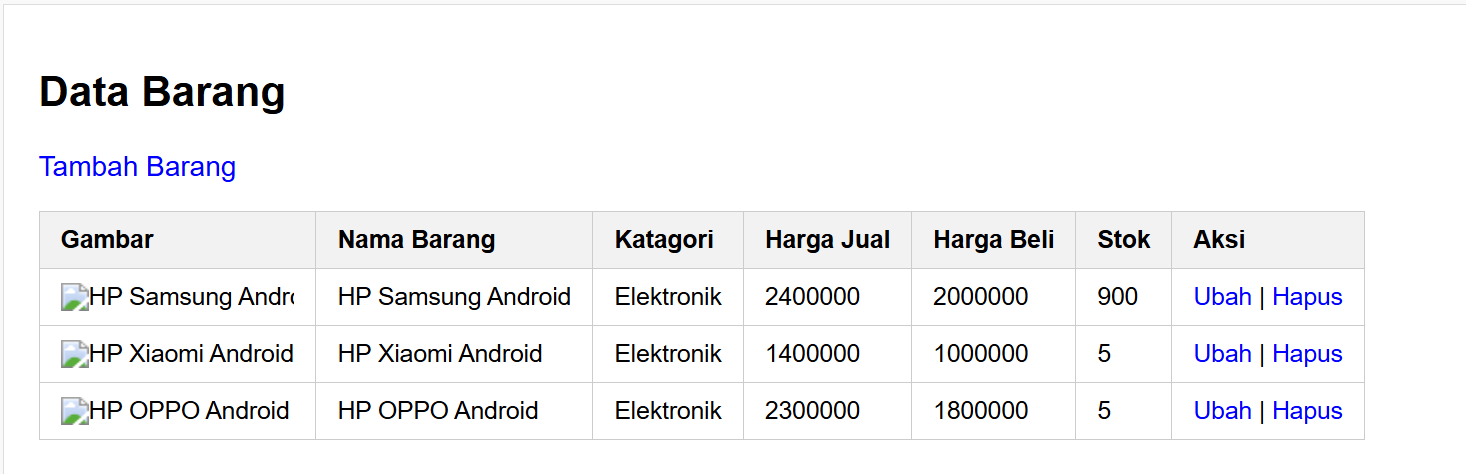 Data Barang
Tambah Barang
Gambar Nama Barang Katagori Harga Jual Harga Beli Stok Aksi
HP Samsung Andr HP Samsung Android Elektronik 2400000 2000000 900 Ubah | Hapus
HP Xiaomi Android HP Xiaomi Android Elektronik 1400000 1000000 5 Ubah | Hapus
HP OPPO Android HP OPPO Android Elektronik 2300000 1800000 5 Ubah | Hapus